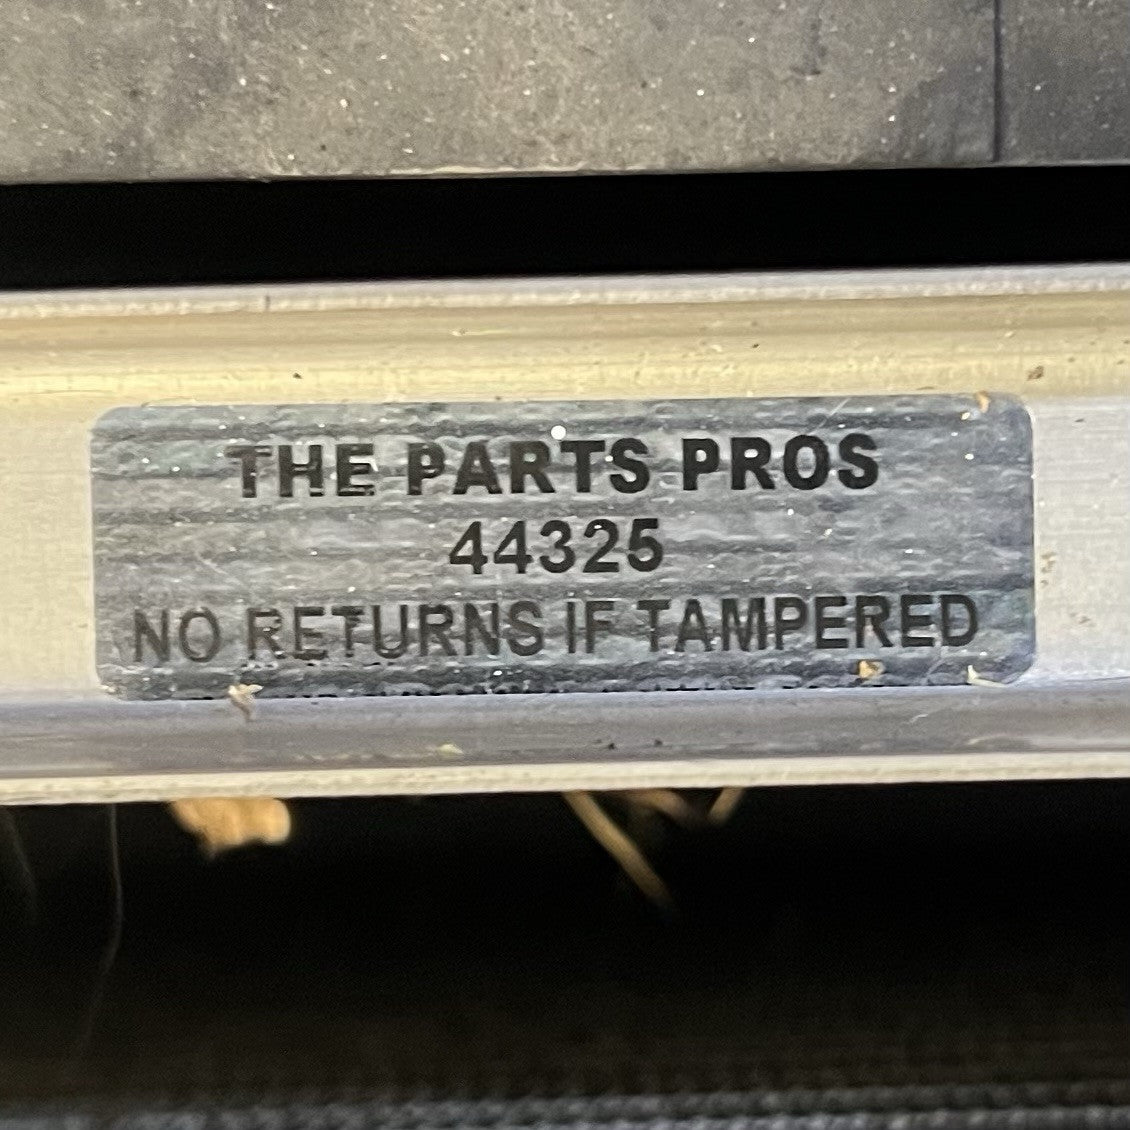 THE PARTS PROS
44325
NO RETURNS IF TAMPERED